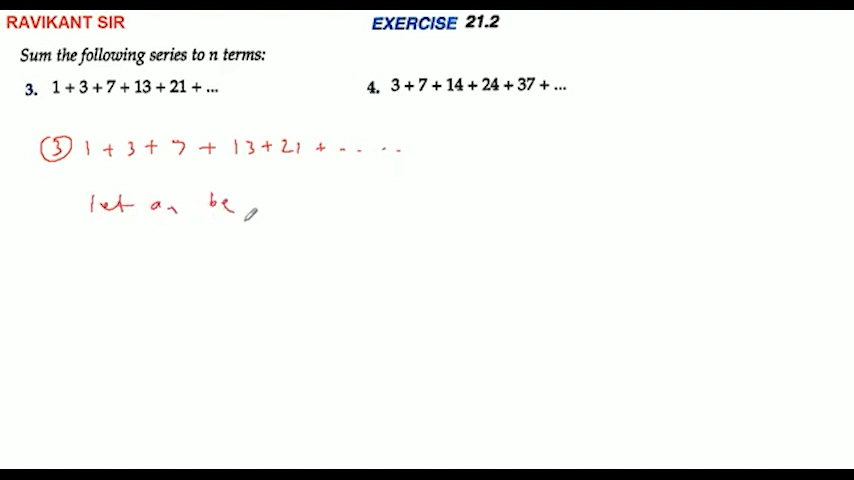 RAVIKANT SIR
EXERCISE 21.2
Sum the following series to n terms:
3. 1 + 3 + 7 + 13 + 21 + ...
4. 3 + 7 + 14 + 24 + 37 + ...
③ 1 + 3 + 7 + 13 + 21 + .. ..
let an be